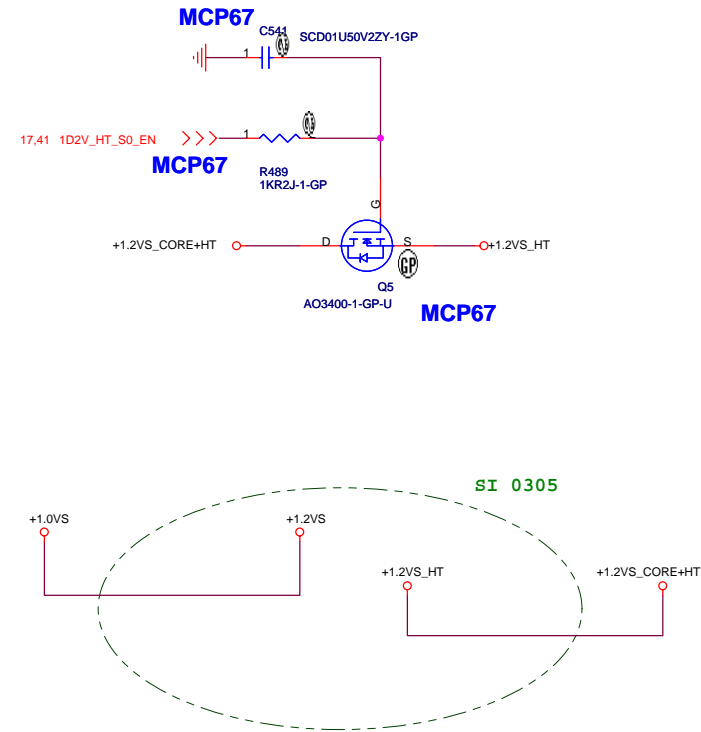 MCP67
C541
SCD01U50V2ZY-1GP
1
17,41 1D2V_HT_S0_EN
1
MCP67
R489
1KR2J-1-GP
G
+1.2VS_CORE+HT
D
S
+1.2VS_HT
GP
Q5
AO3400-1-GP-U
MCP67
SI 0305
+1.0VS
+1.2VS
+1.2VS_HT
+1.2VS_CORE+HT